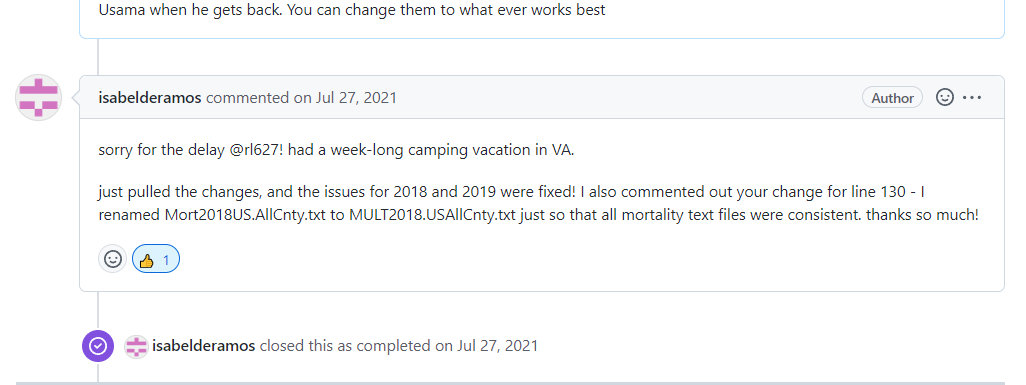 Usama when he gets back. You can change them to what ever works best
isabelderamos commented on Jul 27, 2021
Author
sorry for the delay @rl627! had a week-long camping vacation in VA.
just pulled the changes, and the issues for 2018 and 2019 were fixed! I also commented out your change for line 130 - I
renamed Mort2018US.AllCnty.txt to MULT2018.USAllCnty.txt just so that all mortality text files were consistent. thanks so much!
1
isabelderamos closed this as completed on Jul 27, 2021